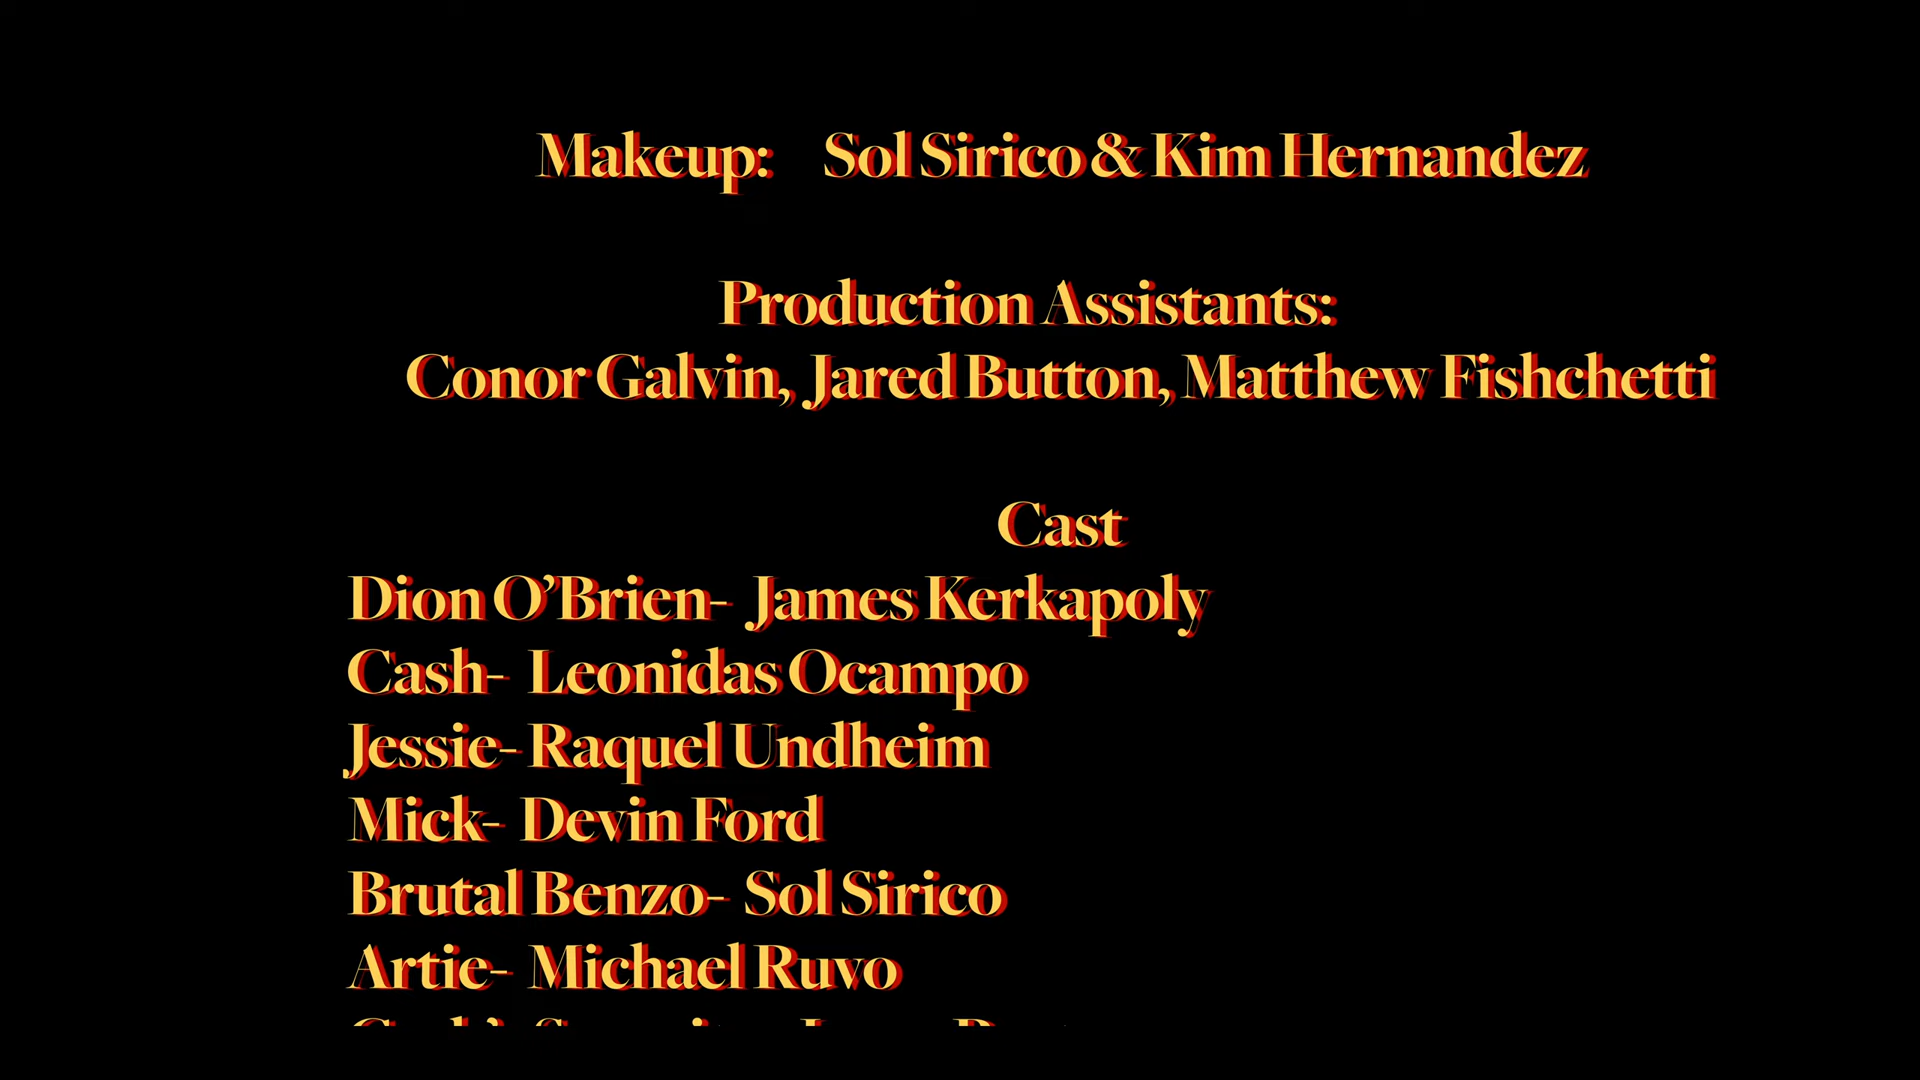 Makeup: Sol Sirico & Kim Hernandez
Production Assistants:
Conor Galvin, Jared Button, Matthew Fishchetti
Cast
Dion O’Brien- James Kerkapoly
Cash- Leonidas Ocampo
Jessie- Raquel Undheim
Mick- Devin Ford
Brutal Benzo- Sol Sirico
Artie- Michael Ruvo